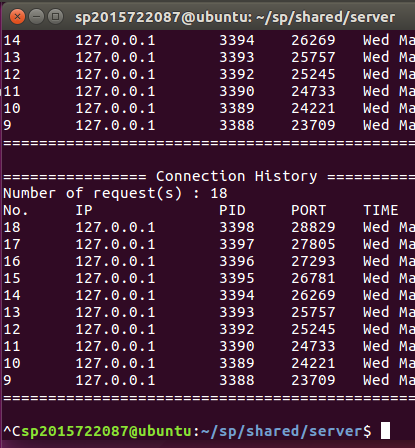 sp2015722087@ubuntu: ~/sp/shared/server
14 127.0.0.1 3394 26269 Wed Ma
13 127.0.0.1 3393 25757 Wed Ma
12 127.0.0.1 3392 25245 Wed Ma
11 127.0.0.1 3390 24733 Wed Ma
10 127.0.0.1 3389 24221 Wed Ma
9 127.0.0.1 3388 23709 Wed Ma
=================================================
================ Connection History ===========
Number of request(s) : 18
No. IP PID PORT TIME
18 127.0.0.1 3398 28829 Wed Ma
17 127.0.0.1 3397 27805 Wed Ma
16 127.0.0.1 3396 27293 Wed Ma
15 127.0.0.1 3395 26781 Wed Ma
14 127.0.0.1 3394 26269 Wed Ma
13 127.0.0.1 3393 25757 Wed Ma
12 127.0.0.1 3392 25245 Wed Ma
11 127.0.0.1 3390 24733 Wed Ma
10 127.0.0.1 3389 24221 Wed Ma
9 127.0.0.1 3388 23709 Wed Ma
=================================================
^Csp2015722087@ubuntu:~/sp/shared/server$